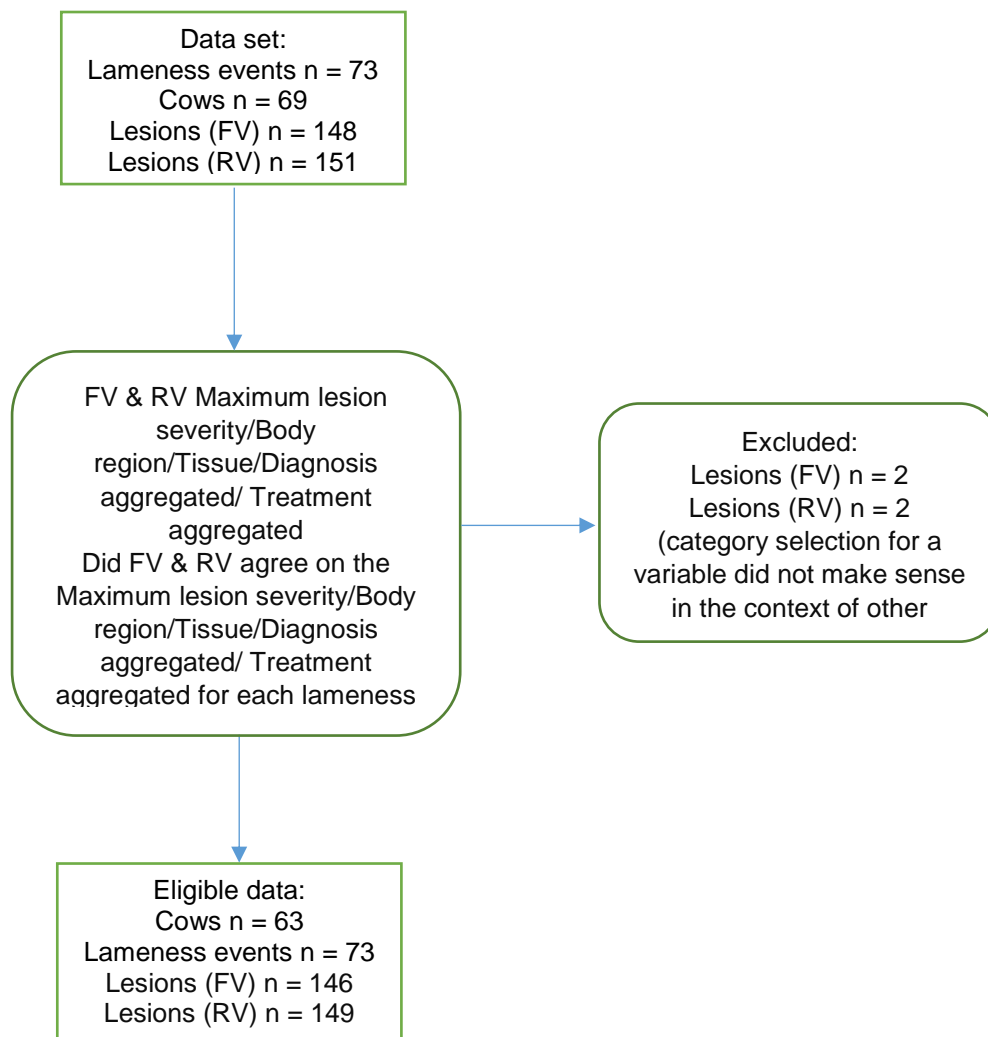 Data set:
Lameness events n = 73
Cows n = 69
Lesions (FV) n = 148
Lesions (RV) n = 151
FV & RV Maximum lesion
severity/Body
region/Tissue/Diagnosis
aggregated/ Treatment
aggregated
Did FV & RV agree on the
Maximum lesion severity/Body
region/Tissue/Diagnosis
aggregated/ Treatment
aggregated for each lameness
Excluded:
Lesions (FV) n = 2
Lesions (RV) n = 2
(category selection for a
variable did not make sense
in the context of other
Eligible data:
Cows n = 63
Lameness events n = 73
Lesions (FV) n = 146
Lesions (RV) n = 149